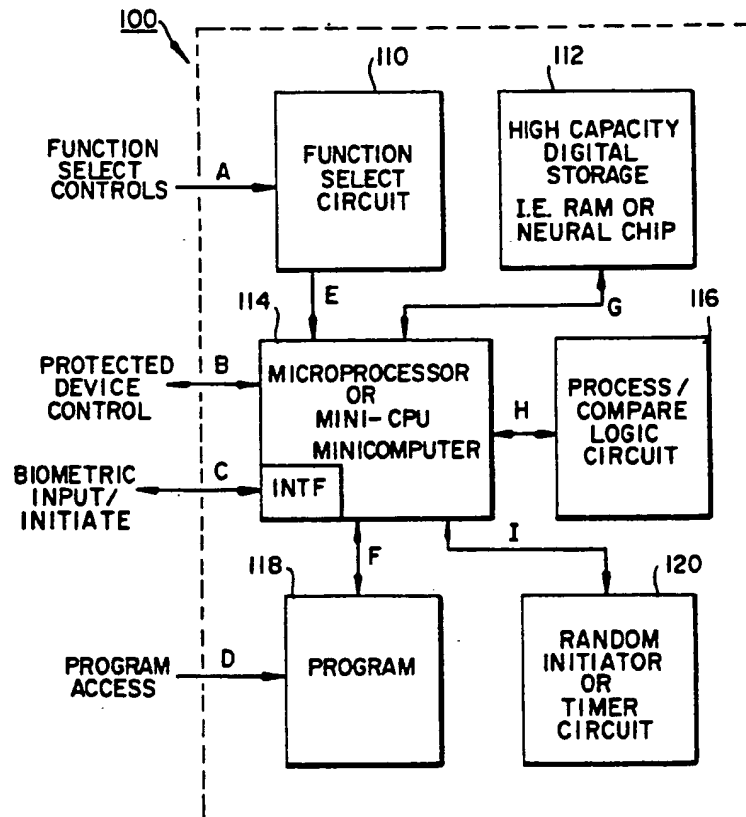 100
110
112
FUNCTION
SELECT
CONTROLS
A
FUNCTION
SELECT
CIRCUIT
HIGH CAPACITY
DIGITAL
STORAGE
I.E. RAM OR
NEURAL CHIP
E
G
114
116
PROTECTED
DEVICE
CONTROL
B
MICROPROCESSOR
OR
MINI-CPU
MINICOMPUTER
H
PROCESS/
COMPARE
LOGIC
CIRCUIT
BIOMETRIC
INPUT/
INITIATE
C
INTF
F
I
118
120
PROGRAM
ACCESS
D
PROGRAM
RANDOM
INITIATOR
OR
TIMER
CIRCUIT